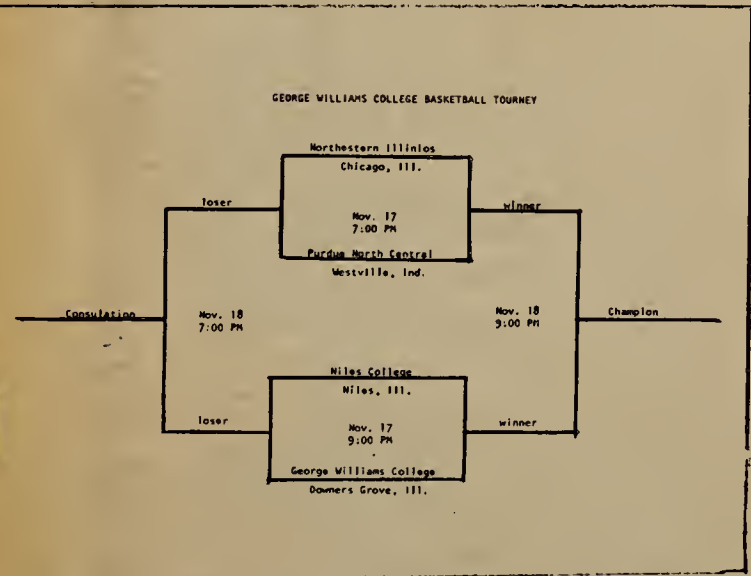 GEORGE WILLIAMS COLLEGE BASKETBALL TOURNEY
Northestern Illinios
Chicago, Ill.
loser
Nov. 17
7:00 PM
winner
Purdue North Central
Westville, Ind.
Consulation
Nov. 18
7:00 PM
Nov. 18
9:00 PM
Champion
Niles College
Niles, Ill.
loser
Nov. 17
9:00 PM
winner
George Williams College
Downers Grove, Ill.